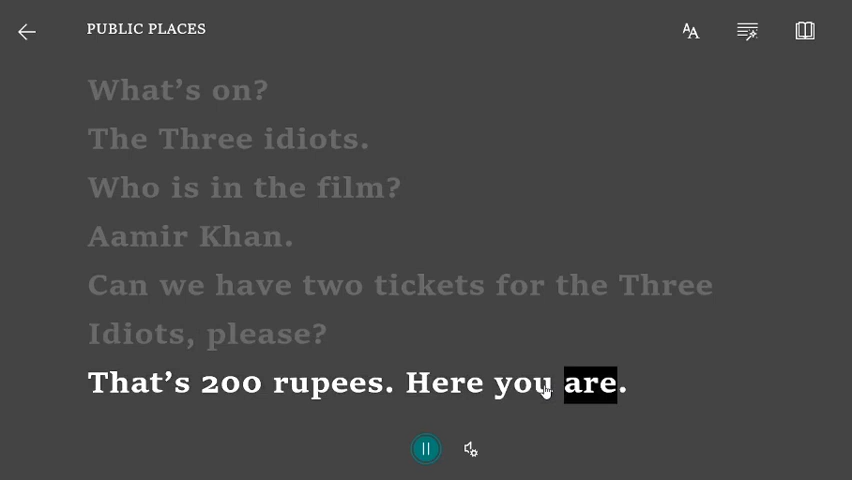 PUBLIC PLACES
What's on?
The Three idiots.
Who is in the film?
Aamir Khan.
Can we have two tickets for the Three
Idiots, please?
That's 200 rupees. Here you are.